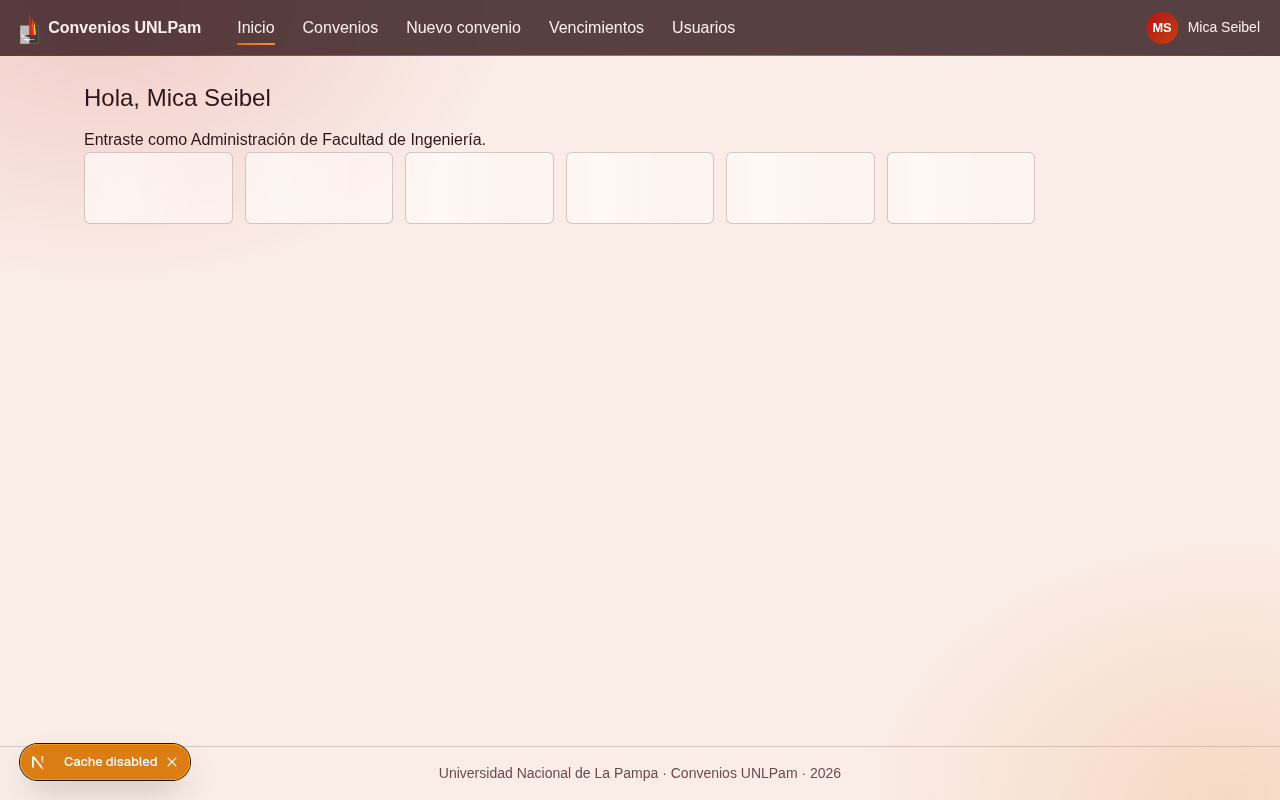 Convenios UNLPam
Inicio
Convenios
Nuevo convenio
Vencimientos
Usuarios
MS
Mica Seibel
Hola, Mica Seibel
Entraste como Administración de Facultad de Ingeniería.
Cache disabled
Universidad Nacional de La Pampa · Convenios UNLPam · 2026